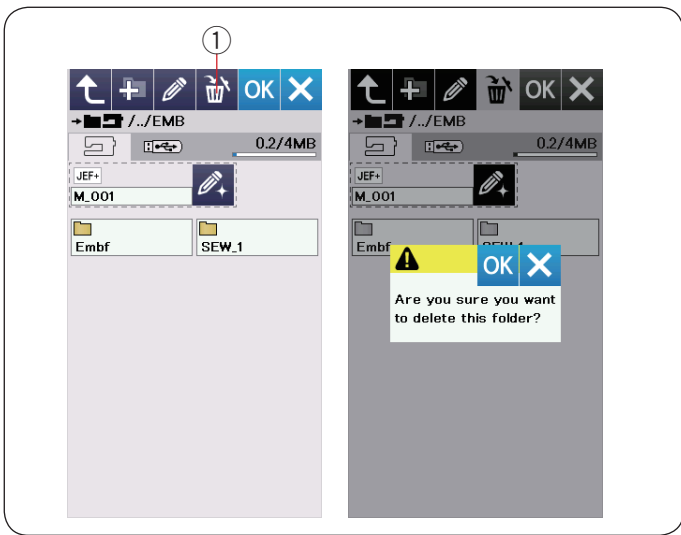 1
OK
→ /../EMB
0.2/4MB
JEF+
M_001
Embf
SEW_1
OK
→ /../EMB
0.2/4MB
JEF+
M_001
Embf
OK
Are you sure you want
to delete this folder?